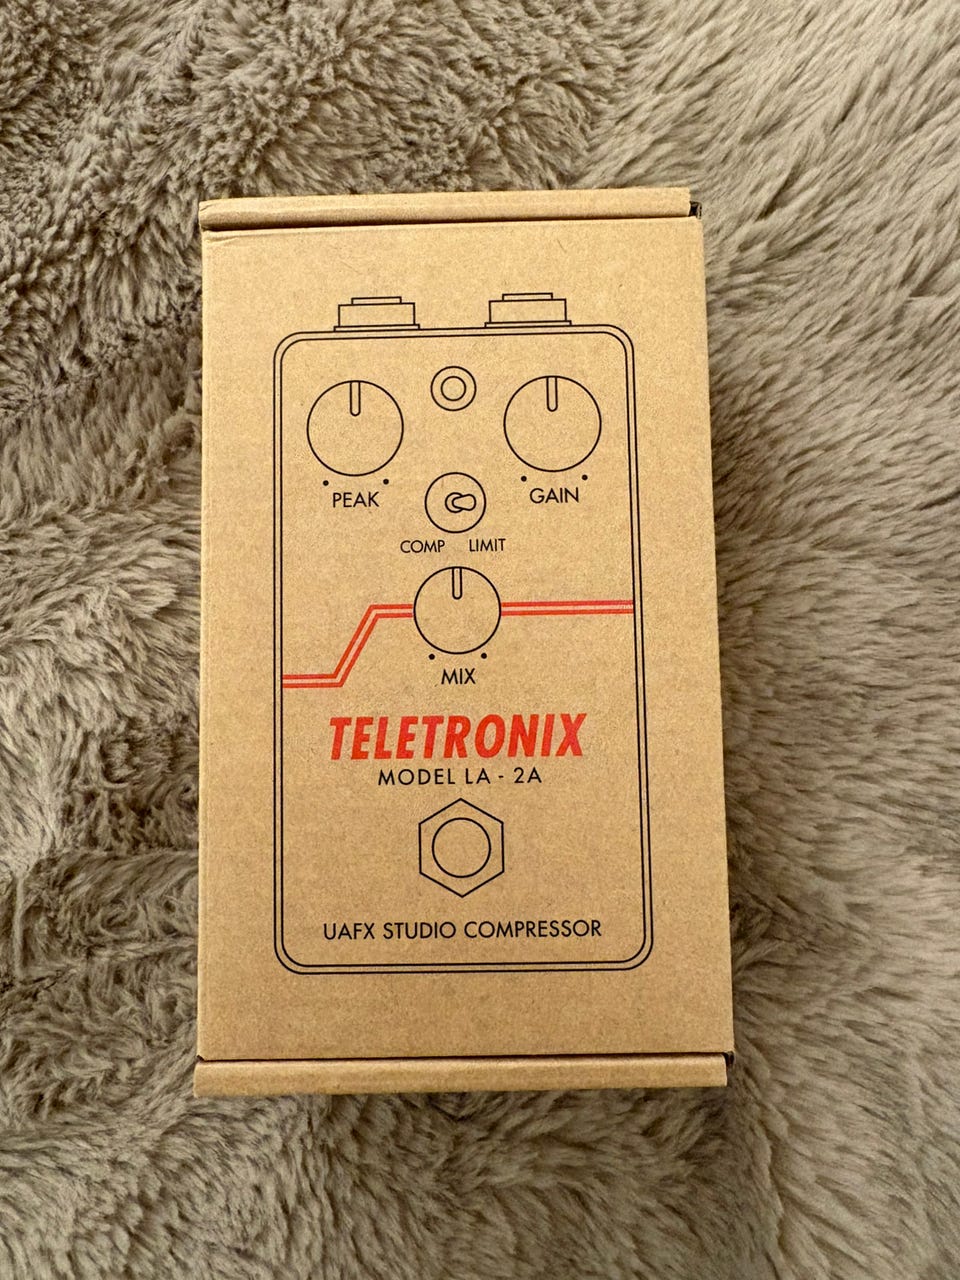 PEAK
GAIN
COMP LIMIT
MIX
TELETRONIX
MODEL LA - 2A
UAFX STUDIO COMPRESSOR